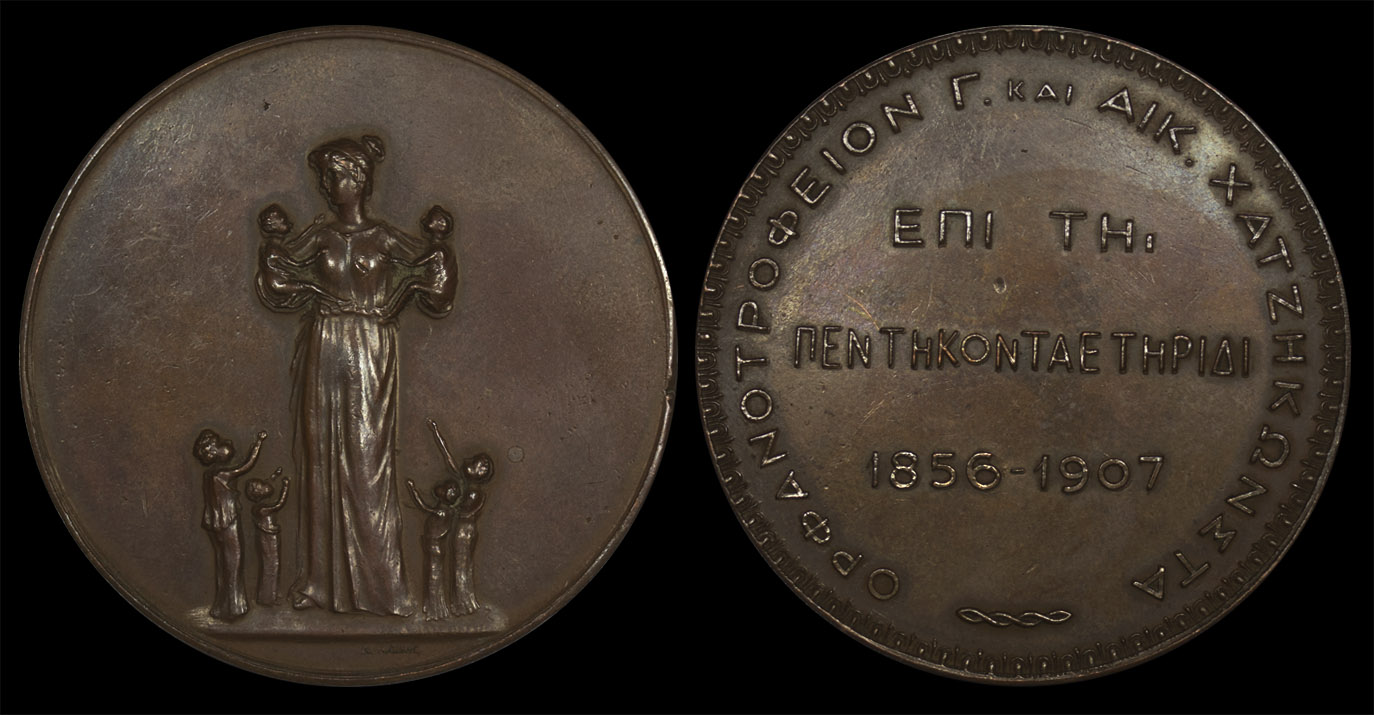 ΟΡΦΑΝΟΤΡΟΦΕΙΟΝ Γ. ΚΑΙ ΑΙΚ. ΧΑΤΖΗΚΩΝΣΤΑ
ΕΠΙ ΤΗι
ΠΕΝΤΗΚΟΝΤΑΕΤΗΡΙΔΙ
1856-1907